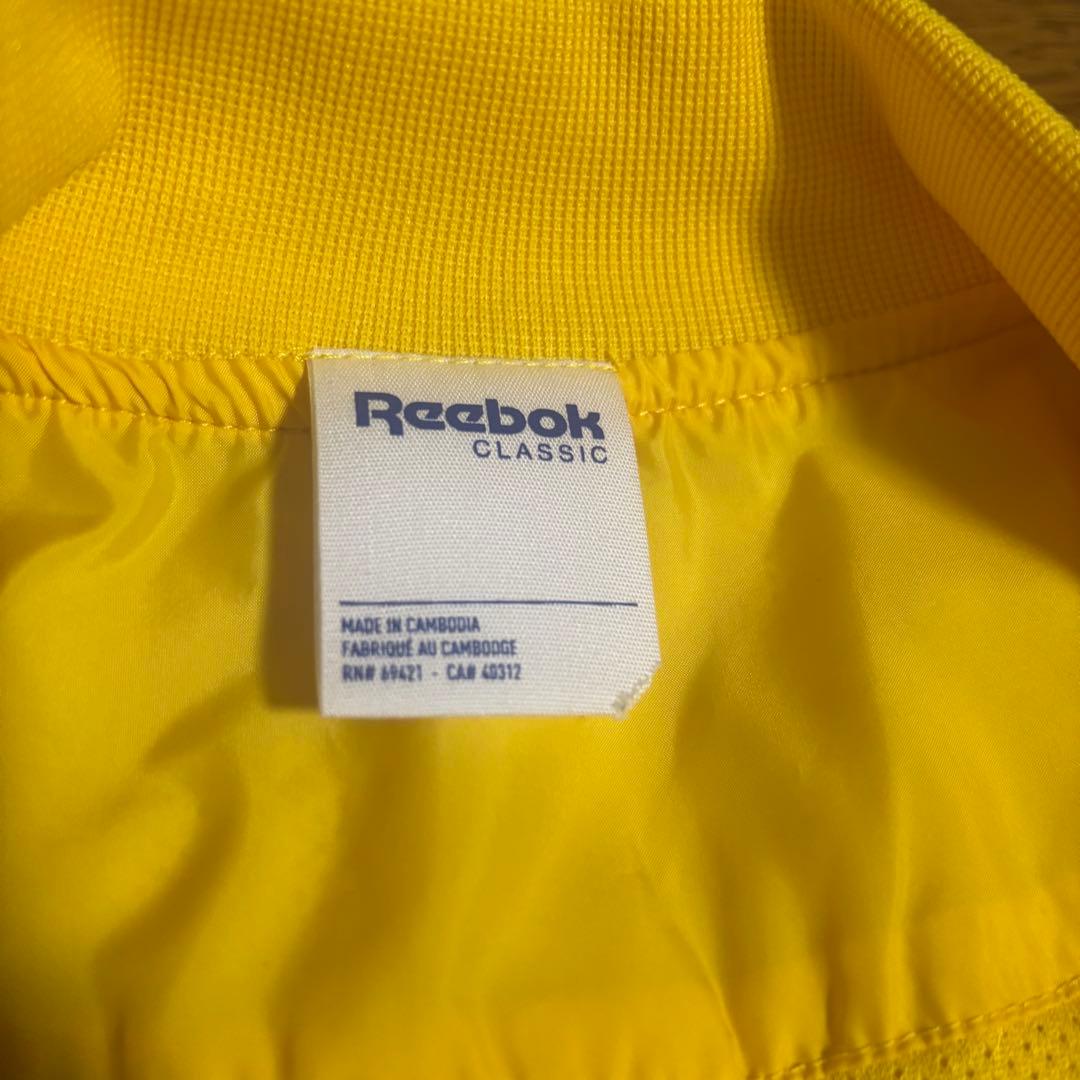 Reebok
CLASSIC
MADE IN CAMBODIA
FABRIQUÉ AU CAMBODGE
RN# 69421 - CA# 40312